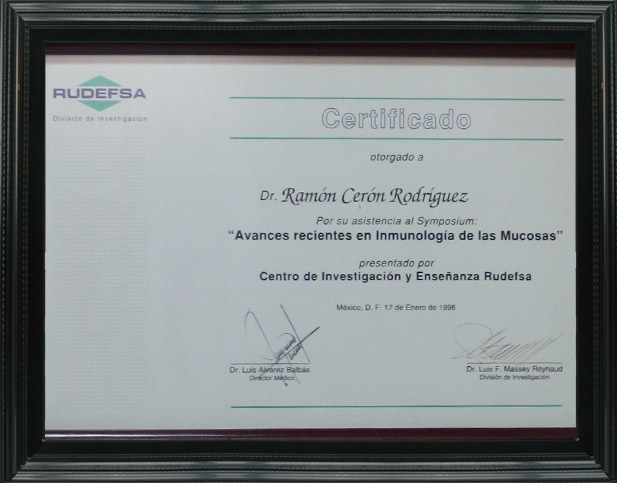 RUDEFSA
División de Investigación
Certificado
otorgado a
Dr. Ramón Cerón Rodríguez
Por su asistencia al Symposium:
“Avances recientes en Inmunología de las Mucosas”
presentado por
Centro de Investigación y Enseñanza Rudefsa
México, D. F. 17 de Enero de 1996
Dr. Luis Alvarez Balbás
Director Médico
Dr. Luis F. Massey Reynaud
División de Investigación